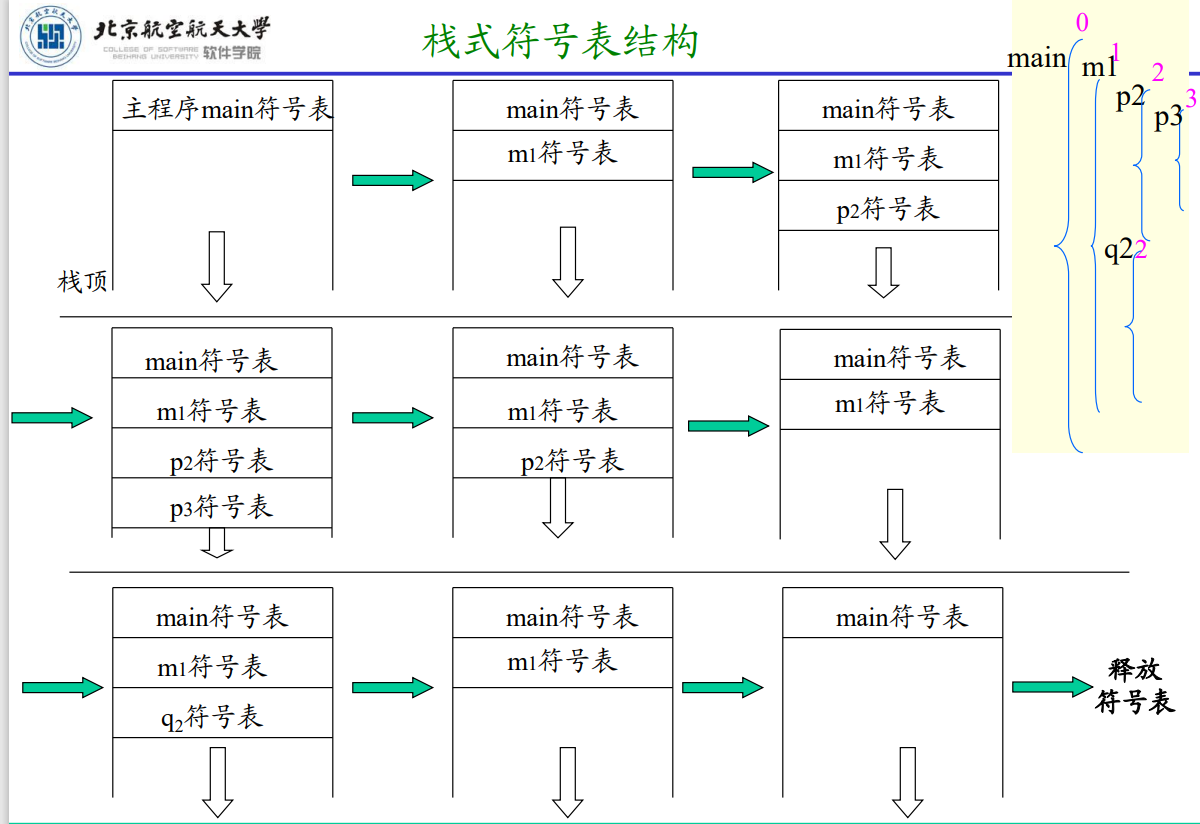 北京航空航天大学
COLLEGE OF SOFTWARE
BEIHANG UNIVERSITY 软件学院
栈式符号表结构
0
main
m1
1
p2
2
p3
3
q2
2
主程序main符号表
main符号表
m1符号表
main符号表
m1符号表
p2符号表
栈顶
main符号表
m1符号表
p2符号表
p3符号表
main符号表
m1符号表
p2符号表
main符号表
m1符号表
main符号表
m1符号表
q2符号表
main符号表
m1符号表
main符号表
释放
符号表